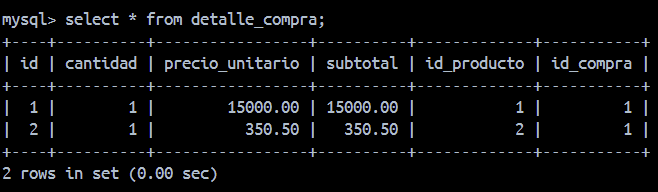 mysql> select * from detalle_compra;
+----+----------+-----------------+----------+-------------+-----------+
| id | cantidad | precio_unitario | subtotal | id_producto | id_compra |
+----+----------+-----------------+----------+-------------+-----------+
|  1 |        1 |        15000.00 | 15000.00 |           1 |         1 |
|  2 |        1 |          350.50 |   350.50 |           2 |         1 |
+----+----------+-----------------+----------+-------------+-----------+
2 rows in set (0.00 sec)